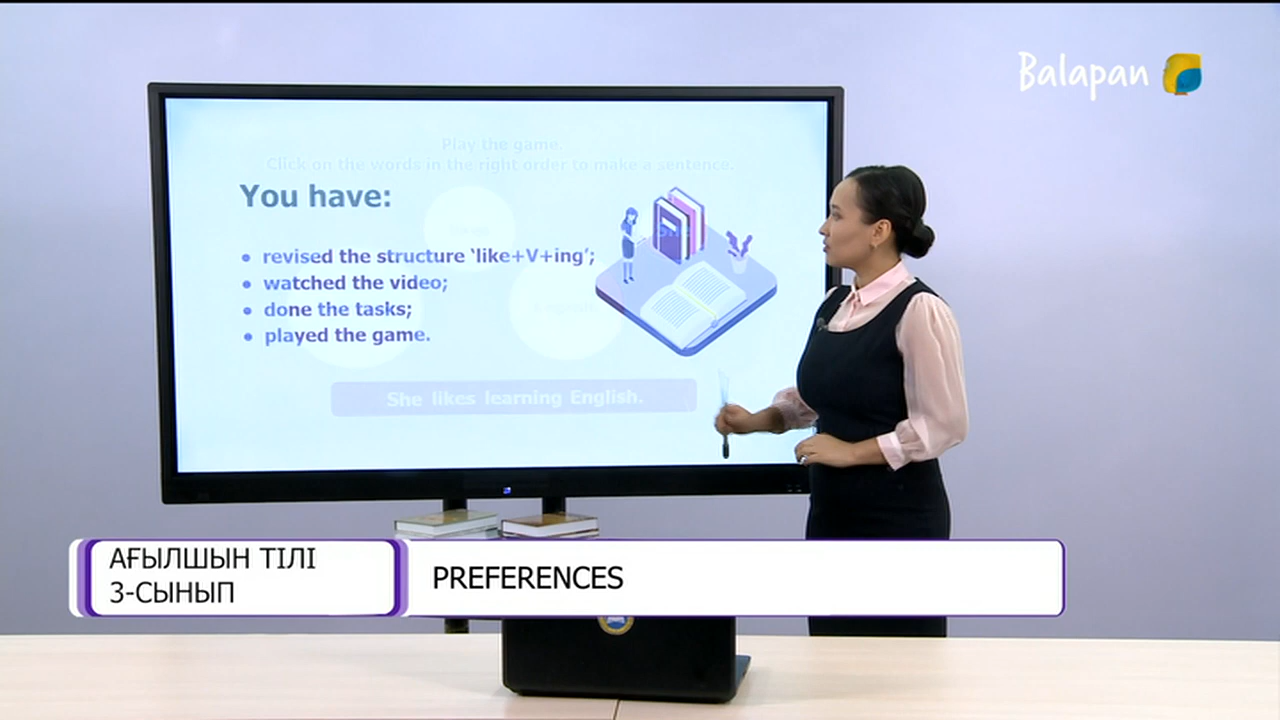 Balapan
Play the game.
Click on the words in the right order to make a sentence.
You have:
• revised the structure ‘like+V+ing’;
• watched the video;
• done the tasks;
• played the game.
She likes learning English.
АҒЫЛШЫН ТІЛІ
3-СЫНЫП
PREFERENCES